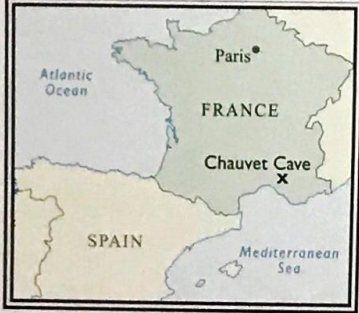 Paris
Atlantic
Ocean
FRANCE
Chauvet Cave
x
SPAIN
Mediterranean
Sea